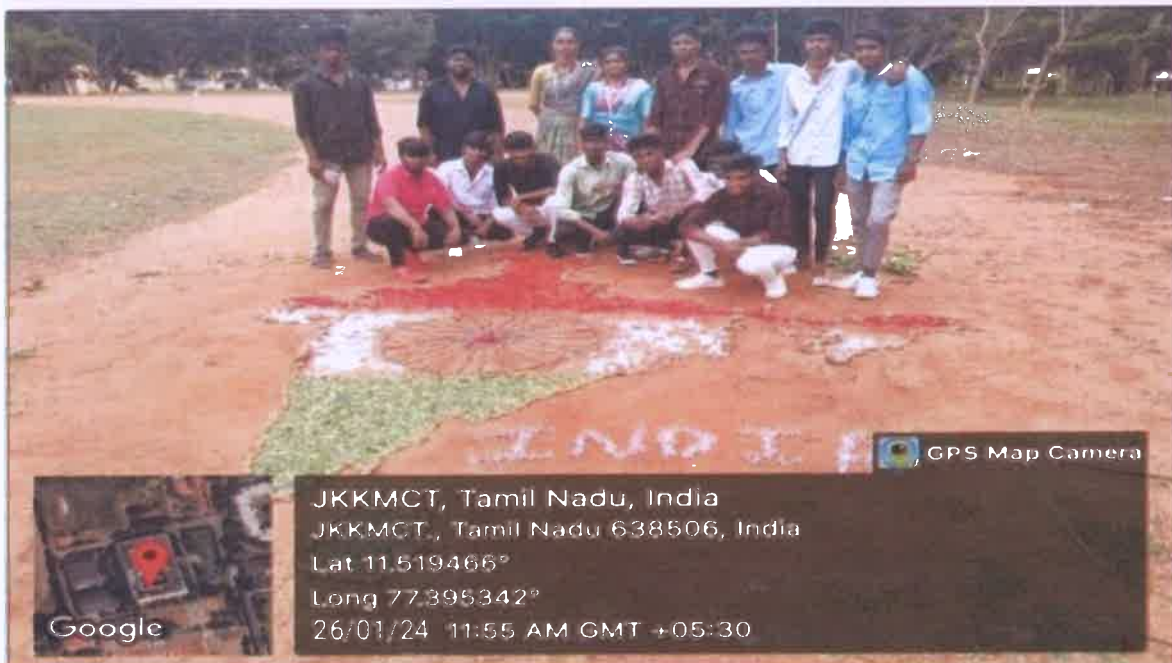 INDIA
GPS Map Camera
JKKMCT, Tamil Nadu, India
JKKMCT,, Tamil Nadu 638506, India
Lat 11.519466°
Long 77.395342°
26/01/24 11:55 AM GMT +05:30
Google